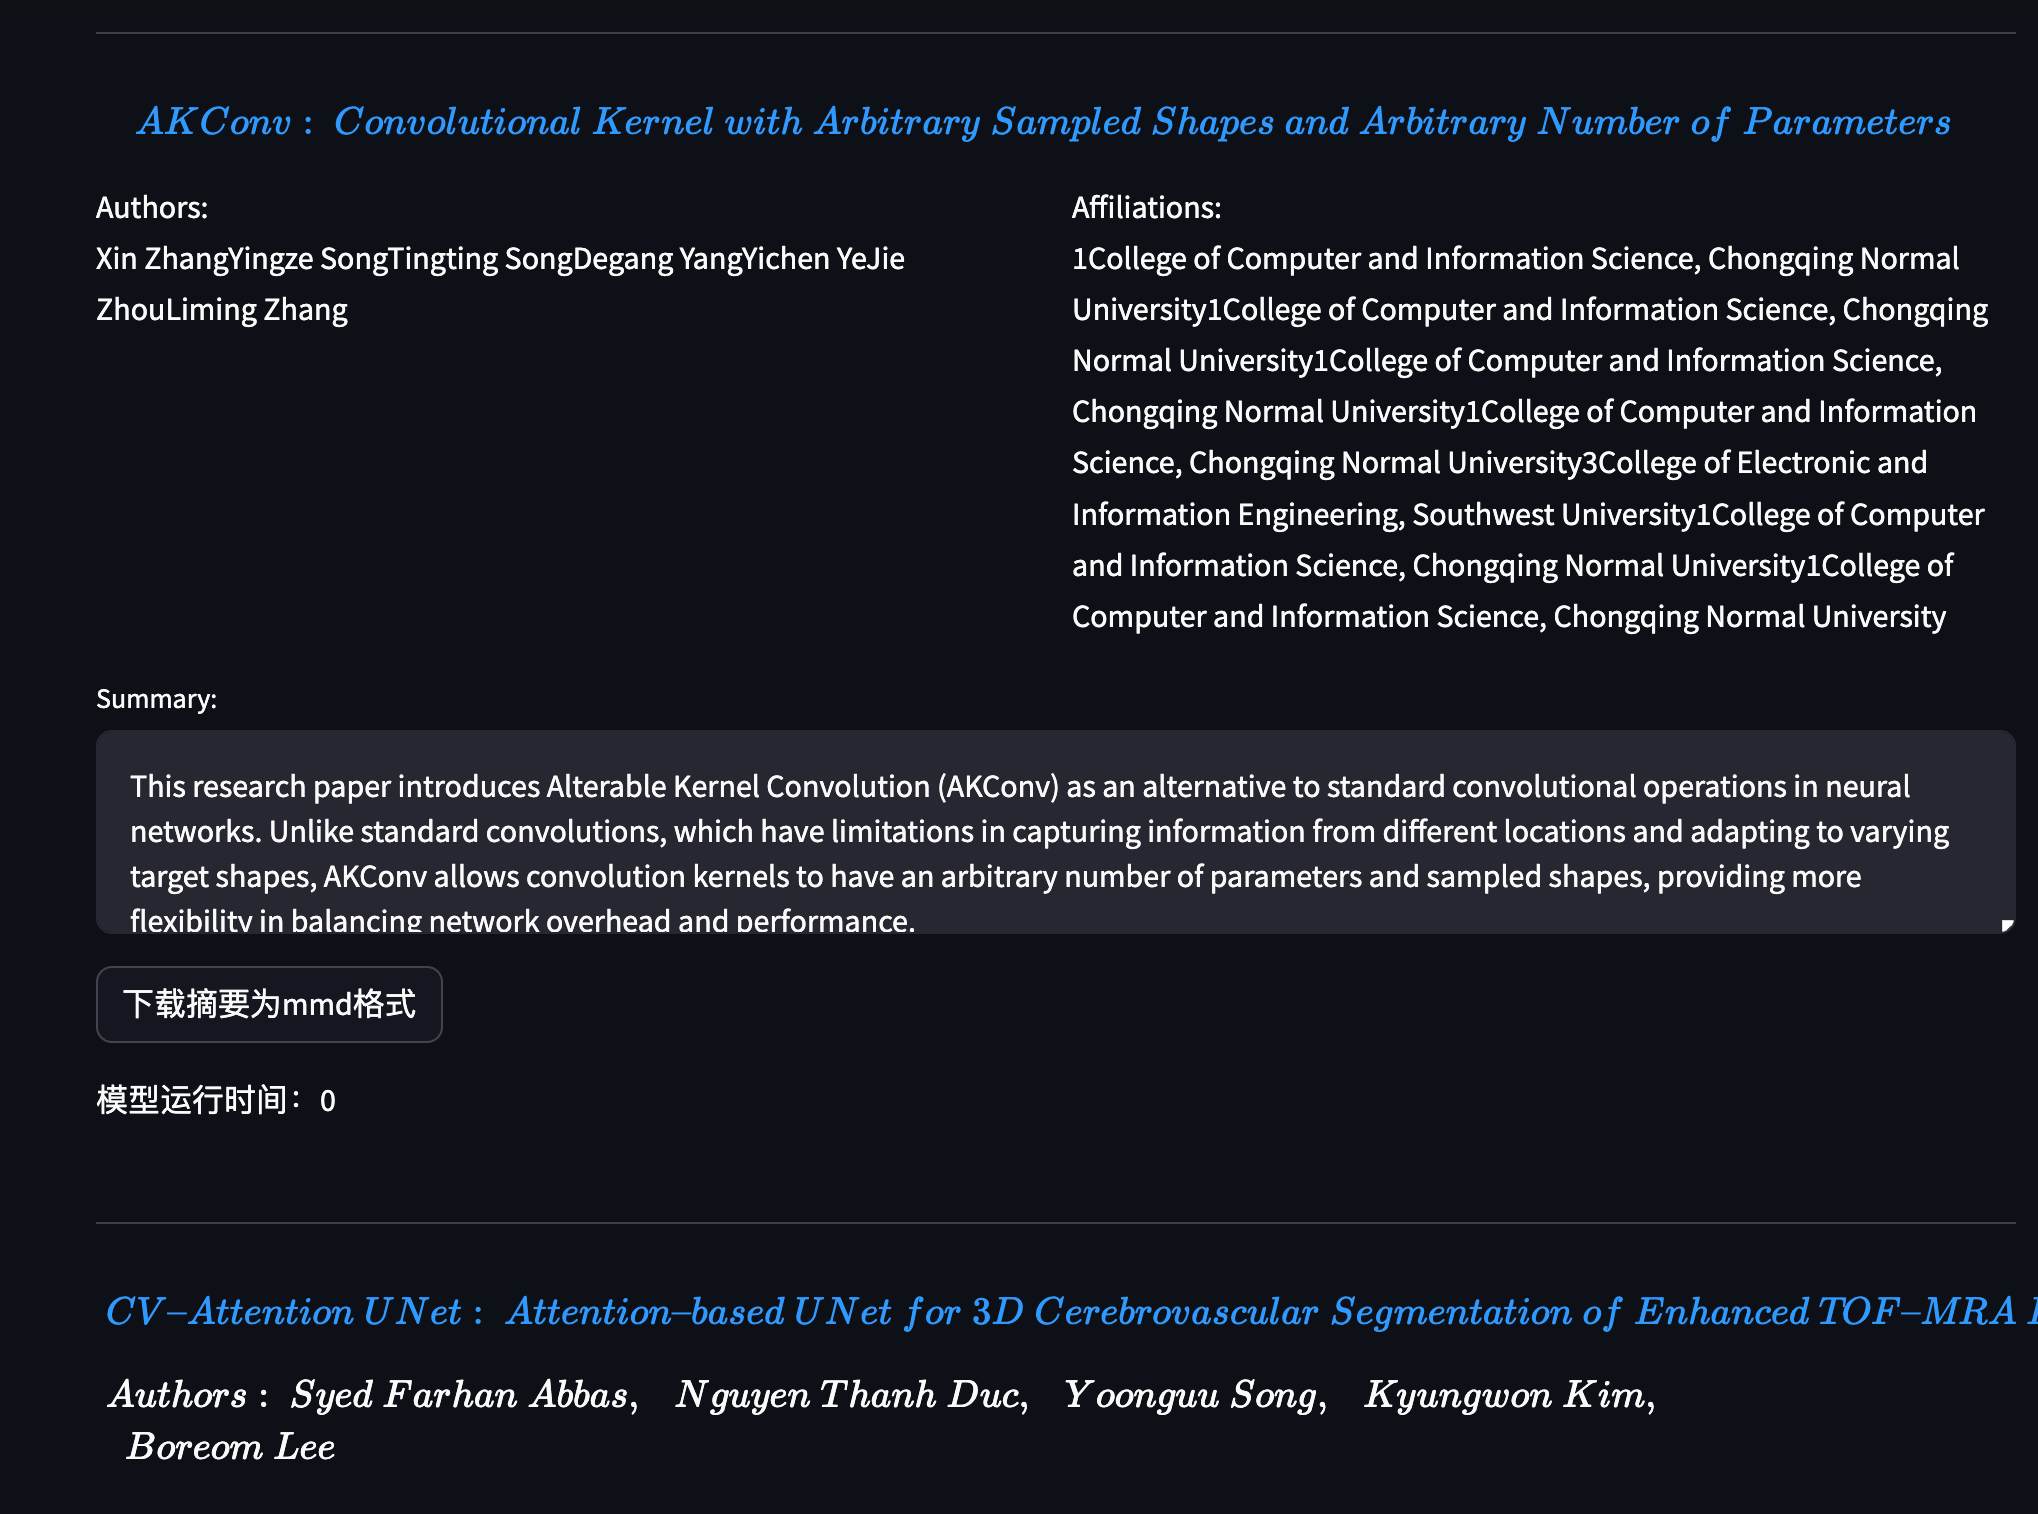 AKConv: Convolutional Kernel with Arbitrary Sampled Shapes and Arbitrary Number of Parameters
Authors:
Xin ZhangYingze SongTingting SongDegang YangYichen YeJie
ZhouLiming Zhang
Affiliations:
1College of Computer and Information Science, Chongqing Normal
University1College of Computer and Information Science, Chongqing
Normal University1College of Computer and Information Science,
Chongqing Normal University1College of Computer and Information
Science, Chongqing Normal University3College of Electronic and
Information Engineering, Southwest University1College of Computer
and Information Science, Chongqing Normal University1College of
Computer and Information Science, Chongqing Normal University
Summary:
This research paper introduces Alterable Kernel Convolution (AKConv) as an alternative to standard convolutional operations in neural
networks. Unlike standard convolutions, which have limitations in capturing information from different locations and adapting to varying
target shapes, AKConv allows convolution kernels to have an arbitrary number of parameters and sampled shapes, providing more
flexibility in balancing network overhead and performance.
下载摘要为mmd格式
模型运行时间：0
CV-Attention UNet: Attention-based UNet for 3D Cerebrovascular Segmentation of Enhanced TOF-MRA
Authors: Syed Farhan Abbas, Nguyen Thanh Duc, Yoonguu Song, Kyungwon Kim,
Boreom Lee